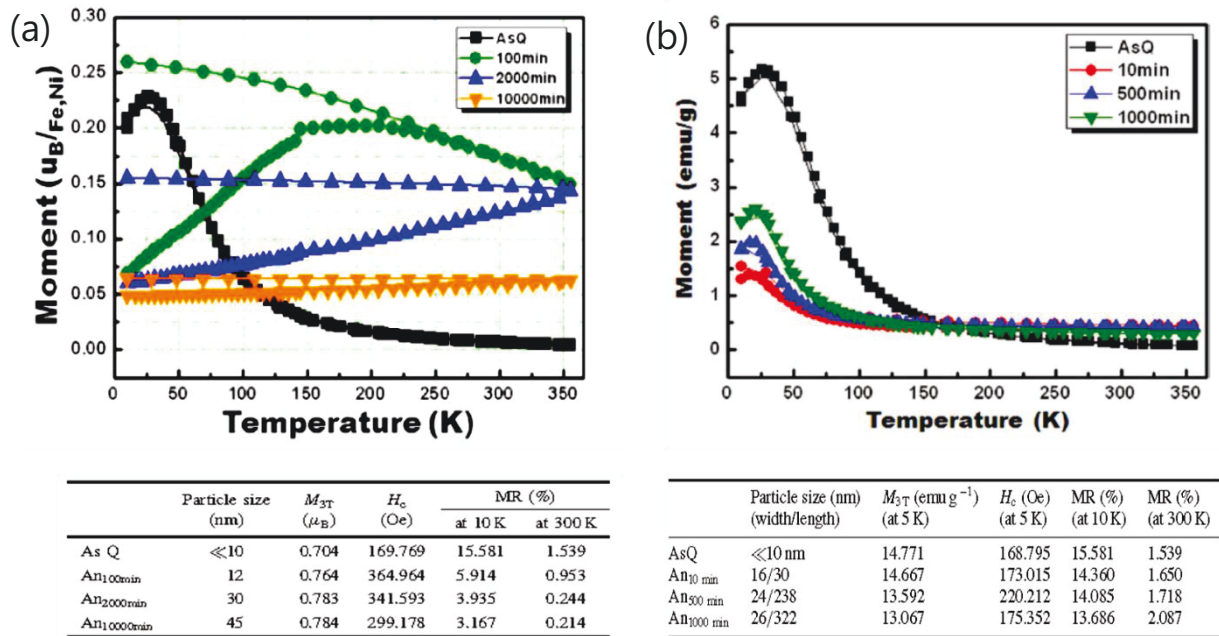 (a)
0.30
0.25
0.20
0.15
0.10
0.05
0.00
Moment (u_B/Fe,Ni)
AsQ
100min
2000min
10000min
50 100 150 200 250 300 350
Temperature (K)
(b)
6
5
4
3
2
1
0
Moment (emu/g)
AsQ
10min
500min
1000min
0 50 100 150 200 250 300 350
Temperature (K)
Particle size (nm) M3T (μB) Hc (Oe) MR (%)
at 10 K at 300 K
As Q ≪10 0.704 169.769 15.581 1.539
An100min 12 0.764 364.964 5.914 0.953
An2000min 30 0.783 341.593 3.935 0.244
An10000min 45 0.784 299.178 3.167 0.214
Particle size (nm) M3T (emu g−1) Hc (Oe) MR (%) MR (%)
(width/length) (at 5 K) (at 5 K) (at 10 K) (at 300 K)
AsQ ≪10 nm 14.771 168.795 15.581 1.539
An10 min 16/30 14.667 173.015 14.360 1.650
An500 min 24/238 13.592 220.212 14.085 1.718
An1000 min 26/322 13.067 175.352 13.686 2.087